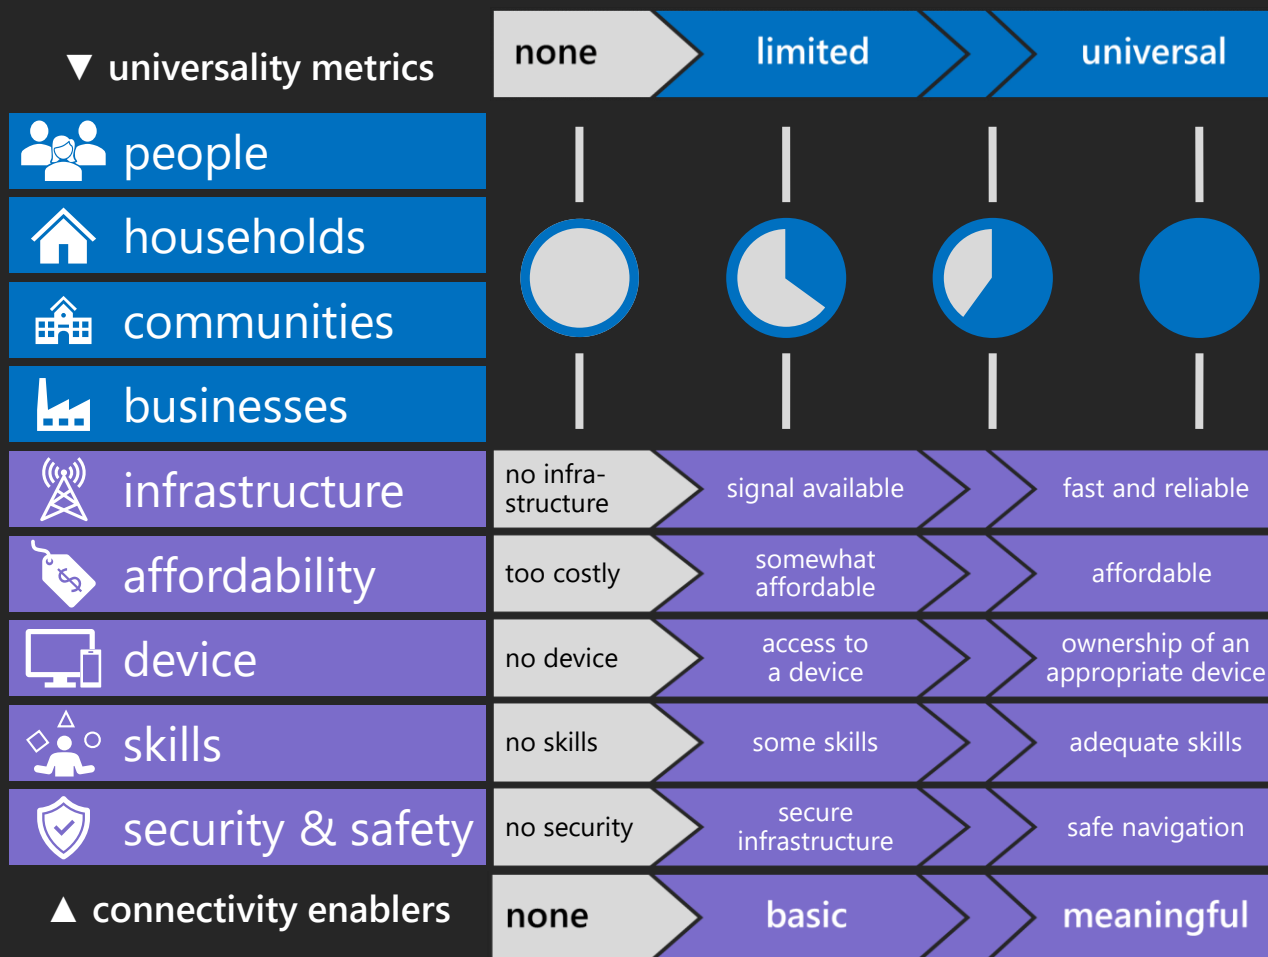 ▼ universality metrics
none
limited
universal
people
households
communities
businesses
infrastructure
no infra-
structure
signal available
fast and reliable
affordability
too costly
somewhat
affordable
affordable
device
no device
access to
a device
ownership of an
appropriate device
skills
no skills
some skills
adequate skills
security & safety
no security
secure
infrastructure
safe navigation
▲ connectivity enablers
none
basic
meaningful